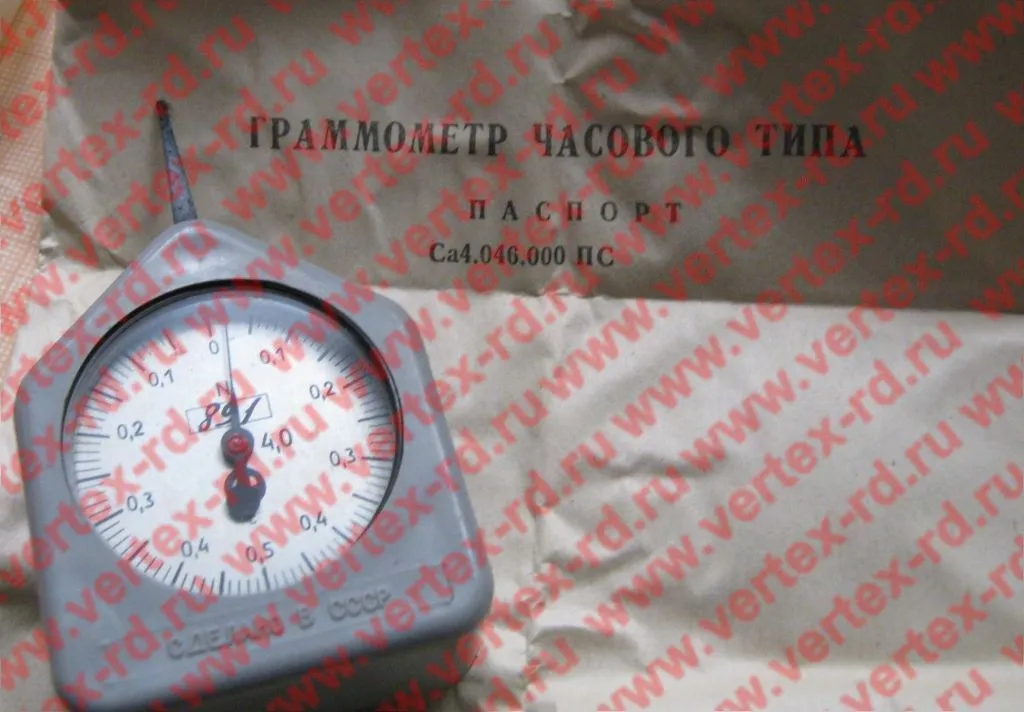 ГРАММОМЕТР ЧАСОВОГО ТИПА
ПАСПОРТ
Са4.046.000 ПС
0
0,1
0,1
0,2
0,2
0,3
0,3
0,4
0,4
0,5
N
891
4,0
СДЕЛАНО В СССР
www.vertex-rd.ru